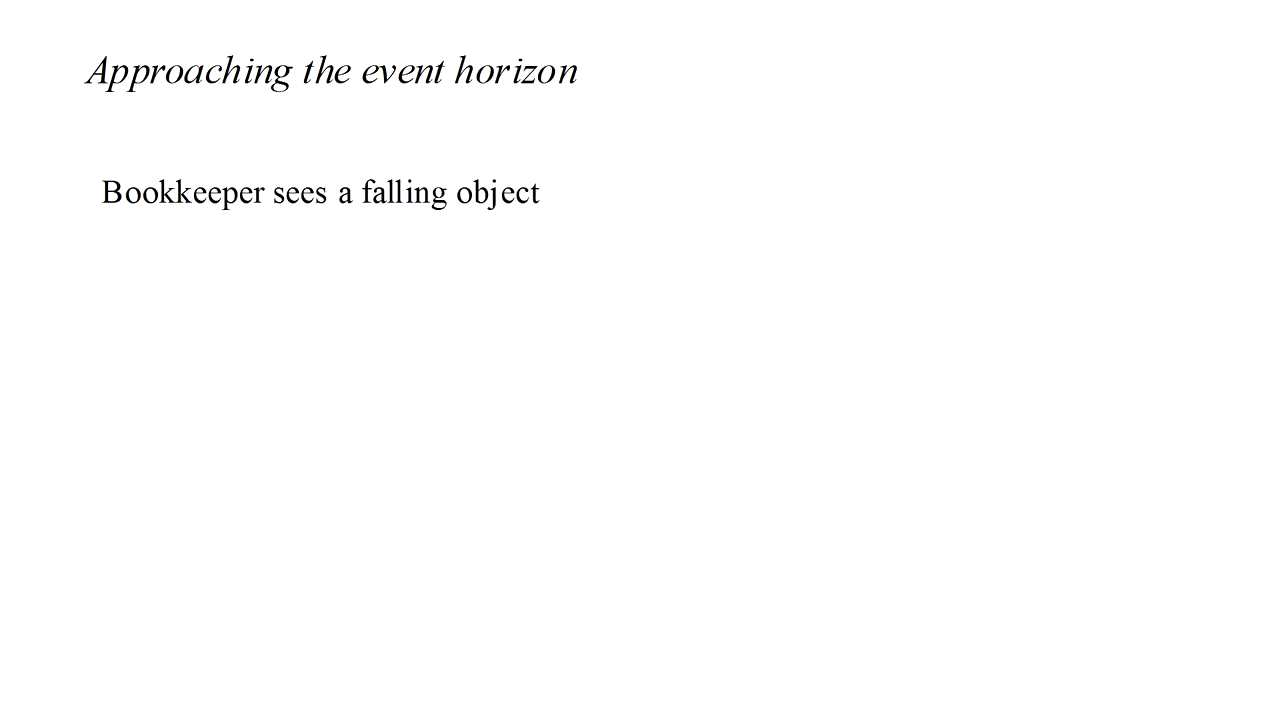 Approaching the event horizon
Bookkeeper sees a falling object